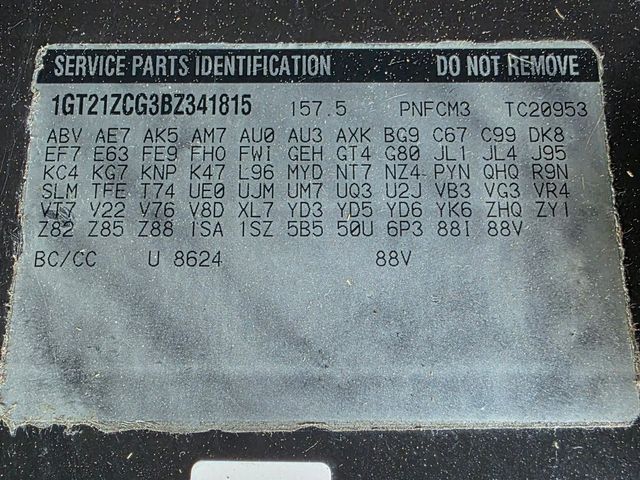 SERVICE PARTS IDENTIFICATION DO NOT REMOVE
1GT21ZCG3BZ341815 157.5 PNFCM3 TC20953
ABV AE7 AK5 AM7 AU0 AU3 AXK BG9 C67 C99 DK8
EF7 E63 FE9 FHO FWI GEH GT4 G80 JL1 JL4 J95
KC4 KG7 KNP K47 L96 MYD NT7 NZ4 PYN QHQ R9N
SLM TFE T74 UE0 UJM UM7 UQ3 U2J VB3 VG3 VR4
VT7 V22 V76 V8D XL7 YD3 YD5 YD6 YK6 ZHQ ZY1
Z82 Z85 Z88 1SA 1SZ 5B5 50U 6P3 88I 88V
BC/CC U 8624 88V